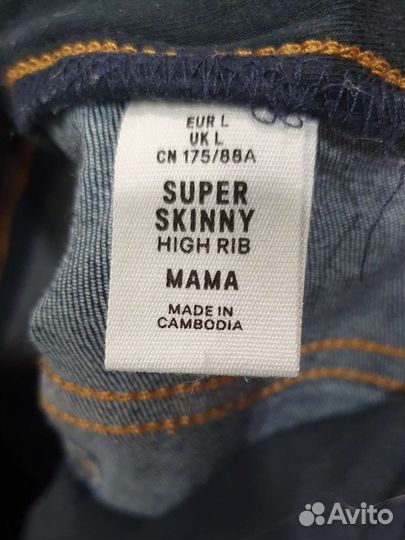 EUR L
UK L
CN 175/88A
SUPER
SKINNY
HIGH RIB
MAMA
MADE IN
CAMBODIA
Avito